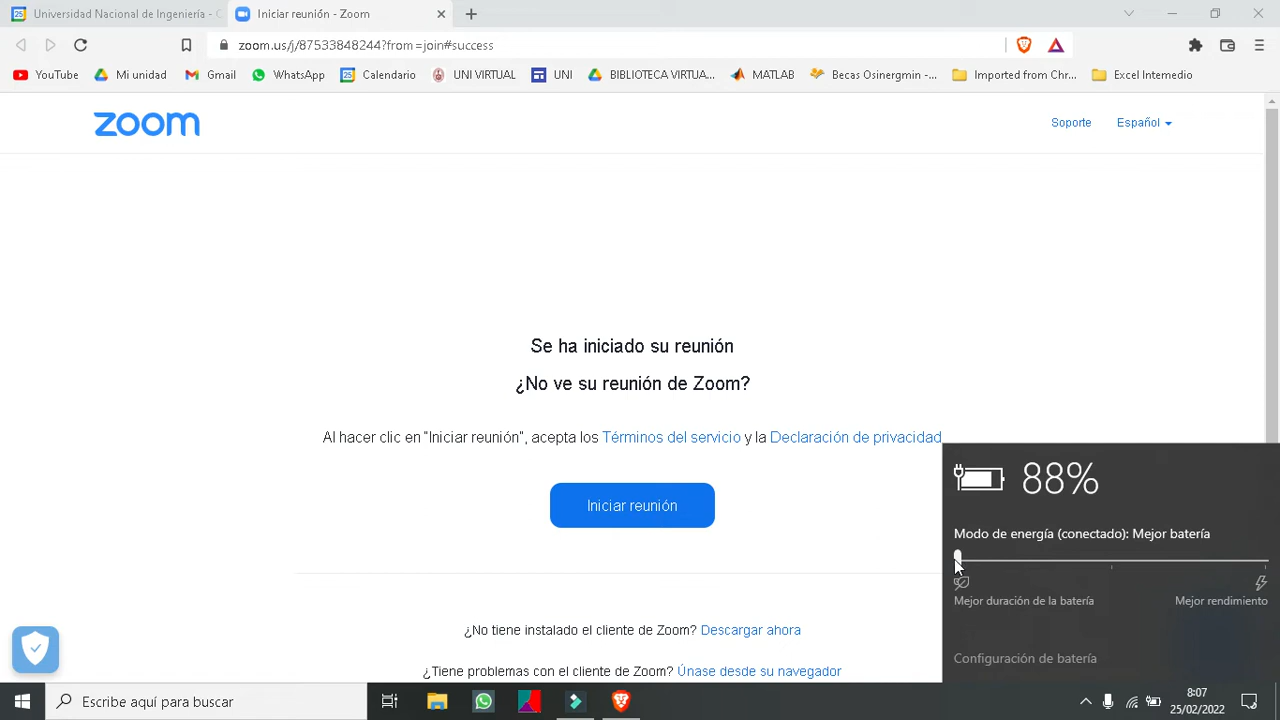 Universidad Nacional de Ingeniería - C
Iniciar reunión - Zoom
zoom.us/j/87533848244?from=join#success
YouTube
Mi unidad
Gmail
WhatsApp
Calendario
UNI VIRTUAL
UNI
BIBLIOTECA VIRTUA...
MATLAB
Becas Osinergmin -...
Imported from Chr...
Excel Intermedio
zoom
Soporte
Español
Se ha iniciado su reunión
¿No ve su reunión de Zoom?
Al hacer clic en "Iniciar reunión", acepta los Términos del servicio y la Declaración de privacidad
Iniciar reunión
¿No tiene instalado el cliente de Zoom? Descargar ahora
¿Tiene problemas con el cliente de Zoom? Únase desde su navegador
88%
Modo de energía (conectado): Mejor batería
Mejor duración de la batería
Mejor rendimiento
Configuración de batería
Escribe aquí para buscar
8:07
25/02/2022